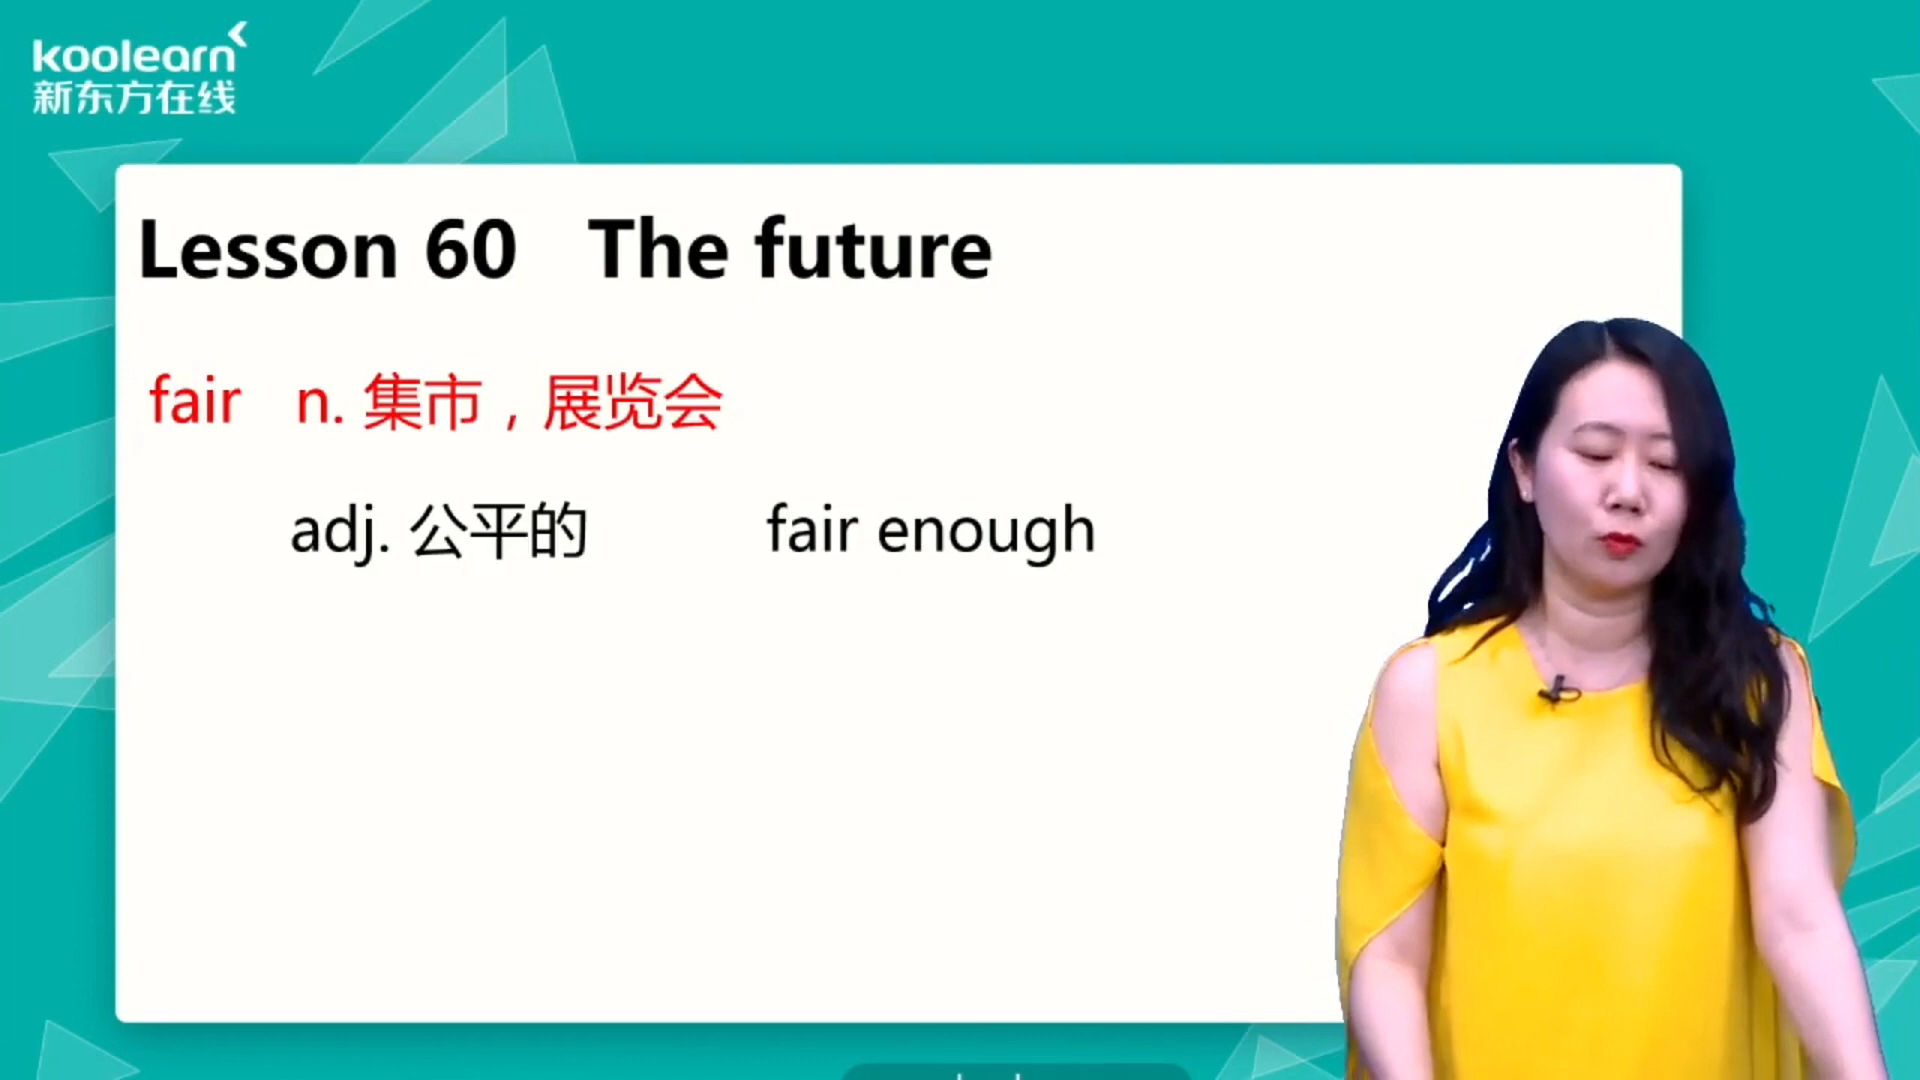 koolearn
新东方在线
Lesson 60 The future
fair n. 集市，展览会
adj. 公平的 fair enough